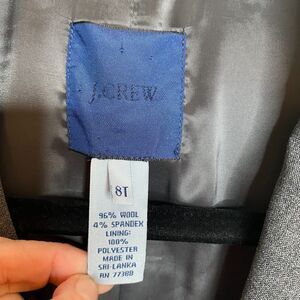 J.CREW
8T
96% WOOL
4% SPANDEX
LINING:
100%
POLYESTER
MADE IN
SRI-LANKA
RN 77388